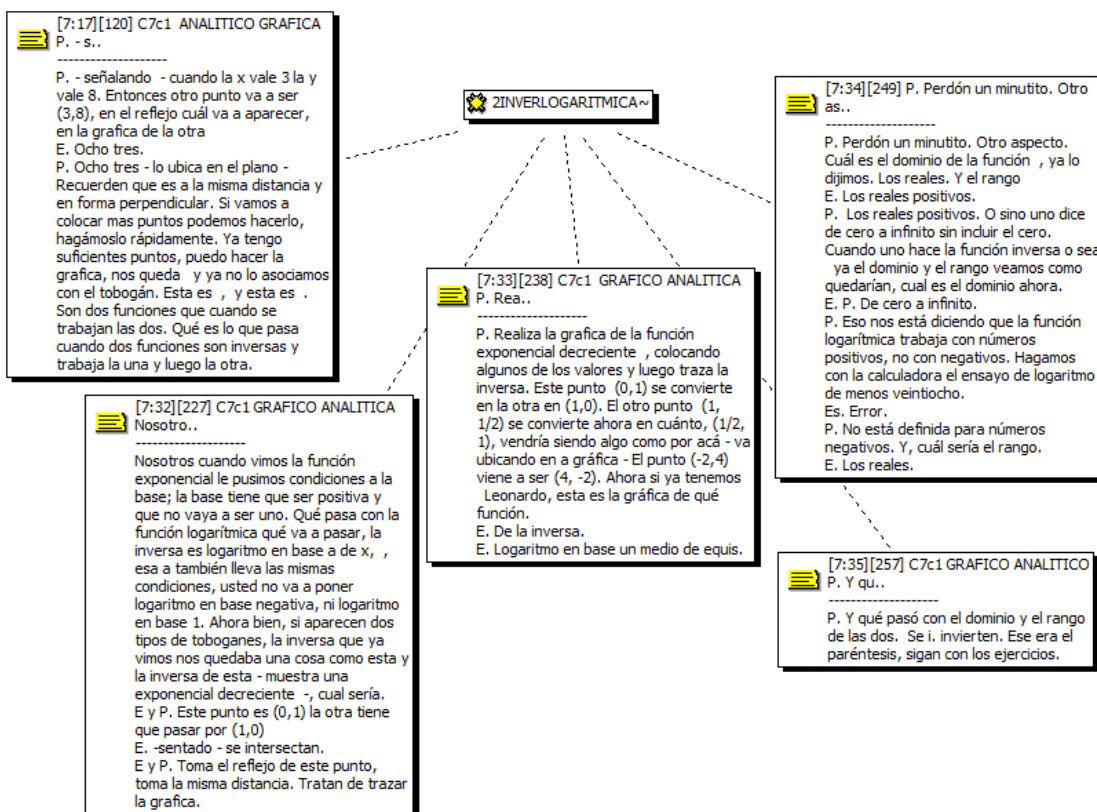 [7:17][120] C7c1 ANALITICO GRAFICA
P. - s..
--------------------
P. - señalando - cuando la x vale 3 la y
vale 8. Entonces otro punto va a ser
(3,8), en el reflejo cuál va a aparecer,
en la grafica de la otra
E. Ocho tres.
P. Ocho tres - lo ubica en el plano -
Recuerden que es a la misma distancia y
en forma perpendicular. Si vamos a
colocar mas puntos podemos hacerlo,
hagámoslo rápidamente. Ya tengo
suficientes puntos, puedo hacer la
grafica, nos queda y ya no lo asociamos
con el tobogán. Esta es , y esta es .
Son dos funciones que cuando se
trabajan las dos. Qué es lo que pasa
cuando dos funciones son inversas y
trabaja la una y luego la otra.
2INVERLOGARITMICA~
[7:34][249] P. Perdón un minutito. Otro
as..
--------------------
P. Perdón un minutito. Otro aspecto.
Cuál es el dominio de la función , ya lo
dijimos. Los reales. Y el rango
E. Los reales positivos.
P. Los reales positivos. O sino uno dice
de cero a infinito sin incluir el cero.
Cuando uno hace la función inversa o sea
ya el dominio y el rango veamos como
quedarían, cual es el dominio ahora.
E. P. De cero a infinito.
P. Eso nos está diciendo que la función
logarítmica trabaja con números
positivos, no con negativos. Hagamos
con la calculadora el ensayo de logaritmo
de menos veintiocho.
Es. Error.
P. No está definida para números
negativos. Y, cuál sería el rango.
E. Los reales.
[7:33][238] C7c1 GRAFICO ANALITICA
P. Rea..
--------------------
P. Realiza la grafica de la función
exponencial decreciente , colocando
algunos de los valores y luego traza la
inversa. Este punto (0,1) se convierte
en la otra en (1,0). El otro punto (1,
1/2) se convierte ahora en cuánto, (1/2,
1), vendría siendo algo como por acá - va
ubicando en a gráfica - El punto (-2,4)
viene a ser (4, -2). Ahora si ya tenemos
Leonardo, esta es la gráfica de qué
función.
E. De la inversa.
E. Logaritmo en base un medio de equis.
[7:32][227] C7c1 GRAFICO ANALITICA
Nosotro..
--------------------
Nosotros cuando vimos la función
exponencial le pusimos condiciones a la
base; la base tiene que ser positiva y
que no vaya a ser uno. Qué pasa con la
función logarítmica qué va a pasar, la
inversa es logaritmo en base a de x, ,
esa a también lleva las mismas
condiciones, usted no va a poner
logaritmo en base negativa, ni logaritmo
en base 1. Ahora bien, si aparecen dos
tipos de toboganes, la inversa que ya
vimos nos quedaba una cosa como esta y
la inversa de esta - muestra una
exponencial decreciente -, cual sería.
E y P. Este punto es (0,1) la otra tiene
que pasar por (1,0)
E. -sentado - se intersectan.
E y P. Toma el reflejo de este punto,
toma la misma distancia. Tratan de trazar
la grafica.
[7:35][257] C7c1 GRAFICO ANALITICO
P. Y qu..
--------------------
P. Y qué pasó con el dominio y el rango
de las dos. Se i. invierten. Ese era el
paréntesis, sigan con los ejercicios.